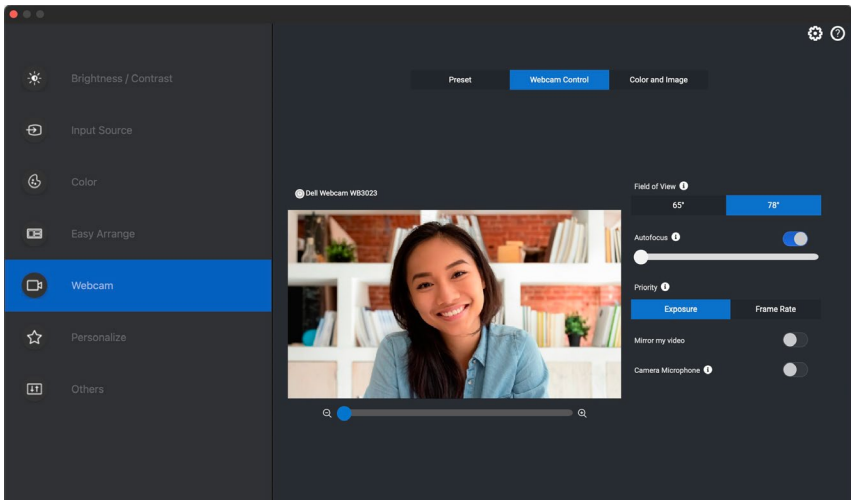 Brightness / Contrast
Input Source
Color
Easy Arrange
Webcam
Personalize
Others
Preset
Webcam Control
Color and Image
Dell Webcam WB3023
Field of View
65°
78°
Autofocus
Priority
Exposure
Frame Rate
Mirror my video
Camera Microphone